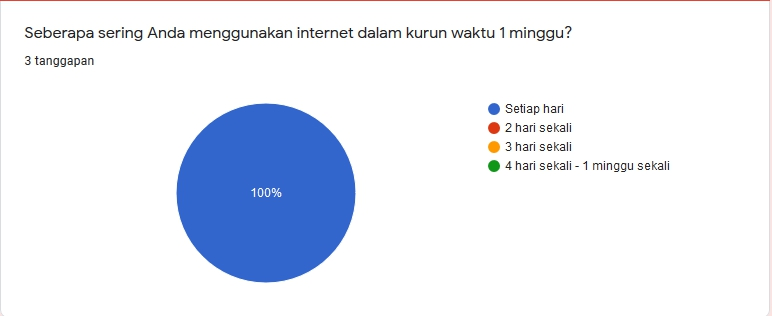 Seberapa sering Anda menggunakan internet dalam kurun waktu 1 minggu?
3 tanggapan
100%
Setiap hari
2 hari sekali
3 hari sekali
4 hari sekali - 1 minggu sekali